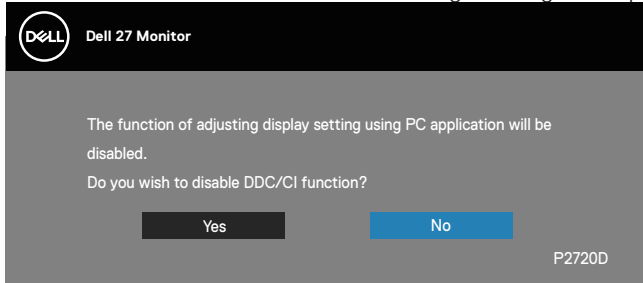 DELL
Dell 27 Monitor
The function of adjusting display setting using PC application will be
disabled.
Do you wish to disable DDC/CI function?
Yes
No
P2720D